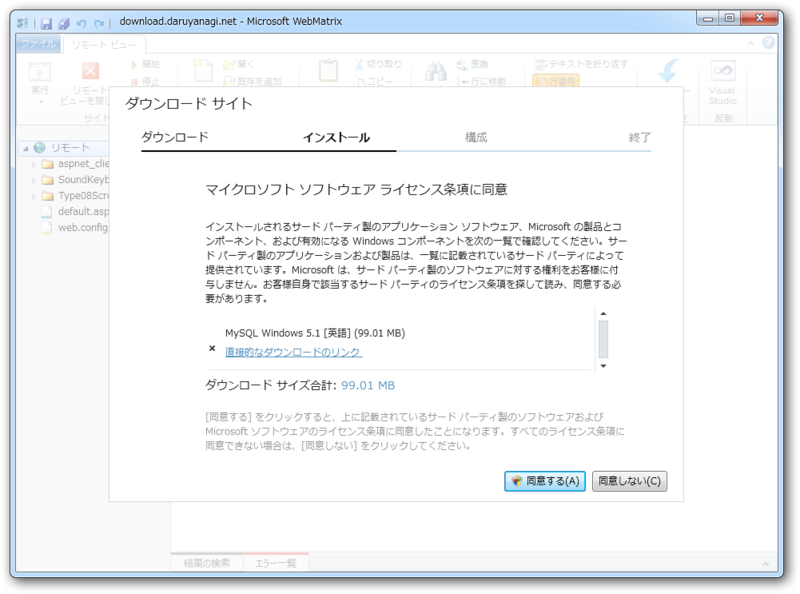 download.daruyanagi.net - Microsoft WebMatrix
ファイル リモート ビュー
開始 開く 切り取り 置換 テキストを折り返す
実行 リモート 停止 既存を追加 コピー 行に移動 行番号 Visual
ビューを Studio
サイト 起動
ダウンロード サイト
ダウンロード インストール 構成 終了
リモート
aspnet_clie
SoundKeyb
Type08Scr
default.asp
web.config
マイクロソフト ソフトウェア ライセンス条項に同意
インストールされるサード パーティ製のアプリケーション ソフトウェア、Microsoft の製品とコ
ンポーネント、および有効になる Windows コンポーネントを次の一覧で確認してください。サー
ド パーティ製のアプリケーションおよび製品は、一覧に記載されているサード パーティによって
提供されています。Microsoft は、サード パーティ製のソフトウェアに対する権利をお客様に付
与しません。お客様自身で該当するサード パーティのライセンス条項を探して読み、同意する必
要があります。
MySQL Windows 5.1 [英語] (99.01 MB)
直接的なダウンロードのリンク
ダウンロード サイズ合計: 99.01 MB
[同意する] をクリックすると、上に記載されているサード パーティ製のソフトウェアおよび
Microsoft ソフトウェアのライセンス条項に同意したことになります。すべてのライセンス条項に
同意できない場合は、[同意しない] をクリックしてください。
同意する(A) 同意しない(C)
結果の検索 エラー一覧